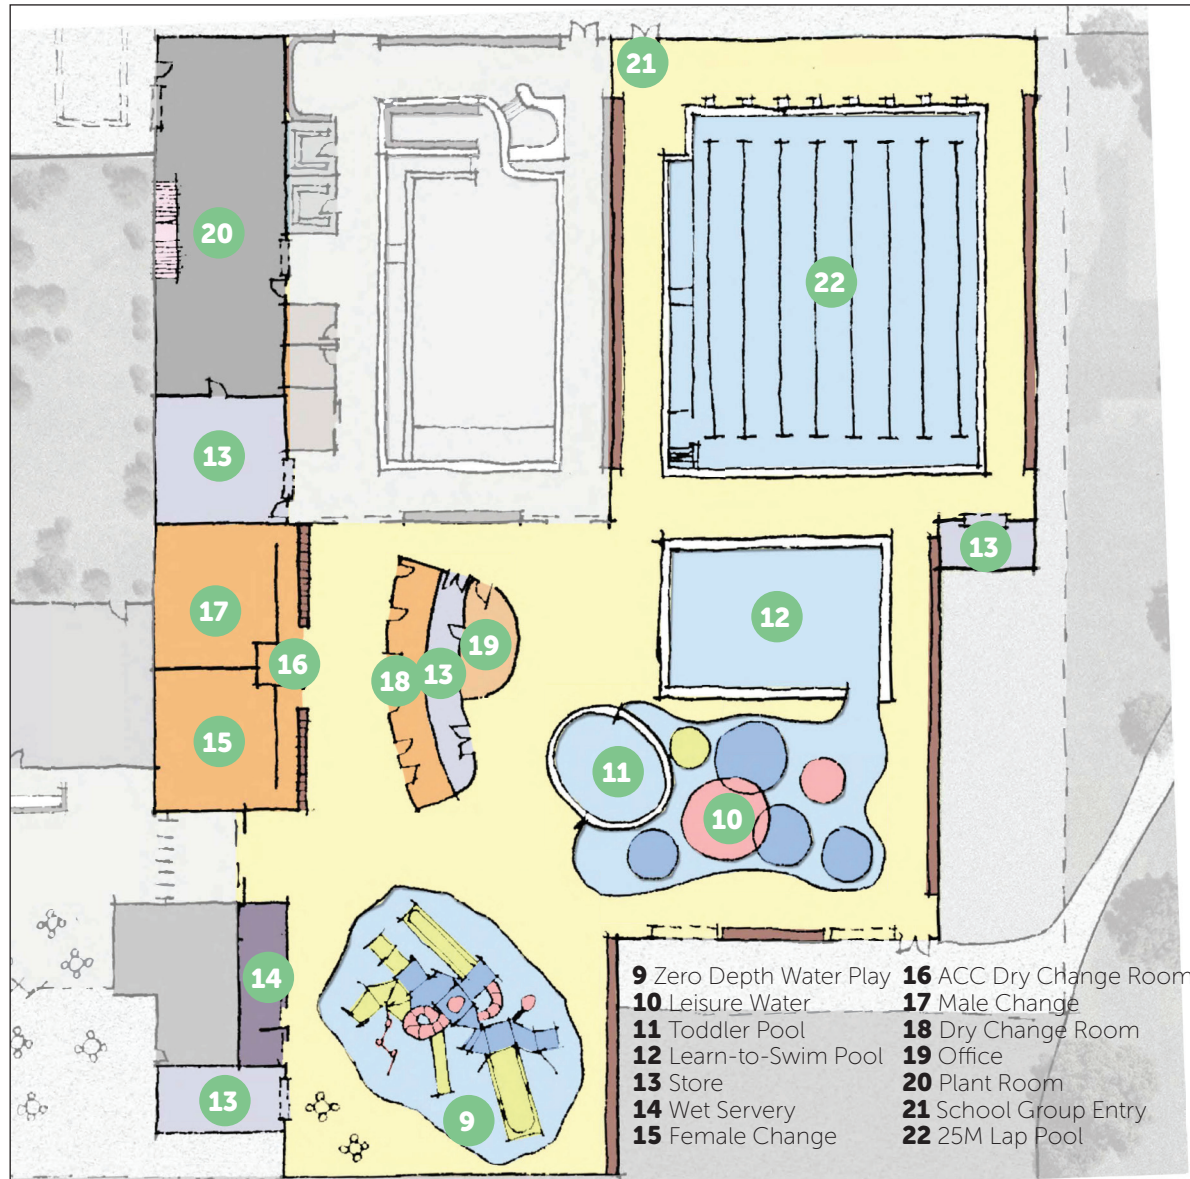 21
20
22
13
13
17
12
19
16
13
18
15
11
10
14
13
9
9 Zero Depth Water Play
10 Leisure Water
11 Toddler Pool
12 Learn-to-Swim Pool
13 Store
14 Wet Servery
15 Female Change
16 ACC Dry Change Room
17 Male Change
18 Dry Change Room
19 Office
20 Plant Room
21 School Group Entry
22 25M Lap Pool